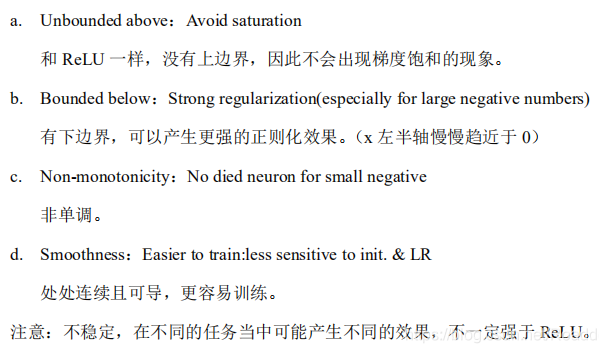 a. Unbounded above：Avoid saturation
和 ReLU 一样，没有上边界，因此不会出现梯度饱和的现象。
b. Bounded below：Strong regularization(especially for large negative numbers)
有下边界，可以产生更强的正则化效果。（x 左半轴慢慢趋近于 0）
c. Non-monotonicity：No died neuron for small negative
非单调。
d. Smoothness：Easier to train:less sensitive to init. & LR
处处连续且可导，更容易训练。
注意：不稳定，在不同的任务当中可能产生不同的效果，不一定强于 ReLU。